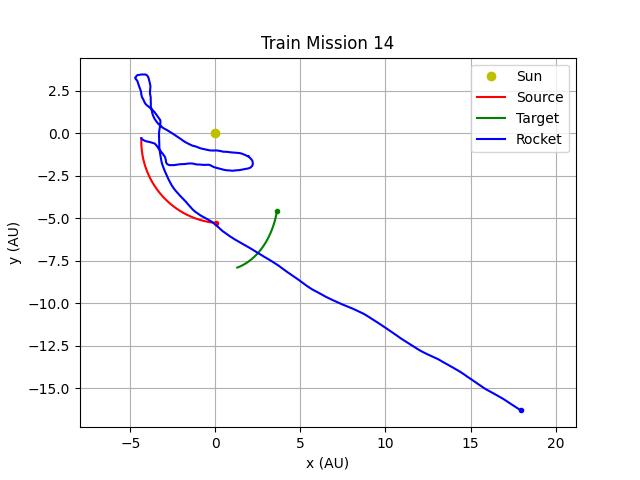 Train Mission 14
Sun
Source
Target
Rocket
y (AU)
2.5
0.0
−2.5
−5.0
−7.5
−10.0
−12.5
−15.0
−5
0
5
10
15
20
x (AU)